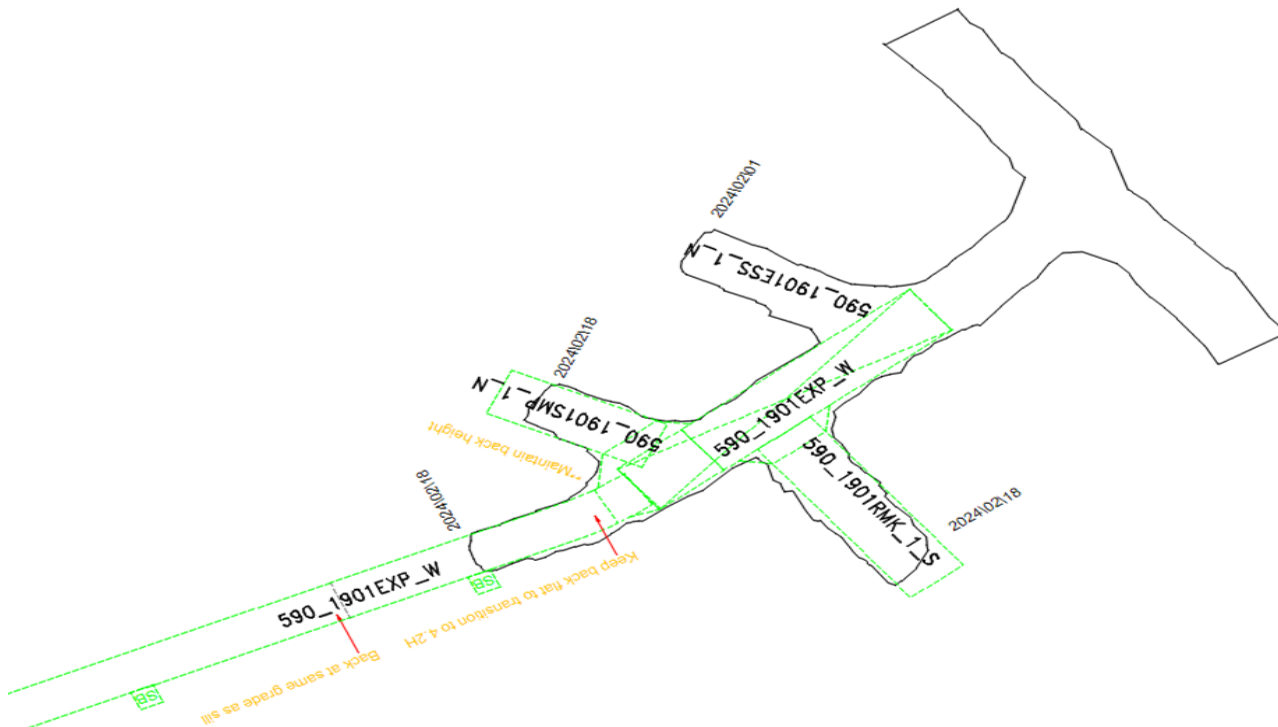 2024\02\01
590_1901ESS_1_N
2024\02\18
590_1901SMP_1_N
**Maintain back height
590_1901EXP_W
590_1901RMK_1_S
2024\02\18
2024\02\18
Keep back flat to transition to 4.2H
SB
590_1901EXP_W
Back at same grade as sill
SB